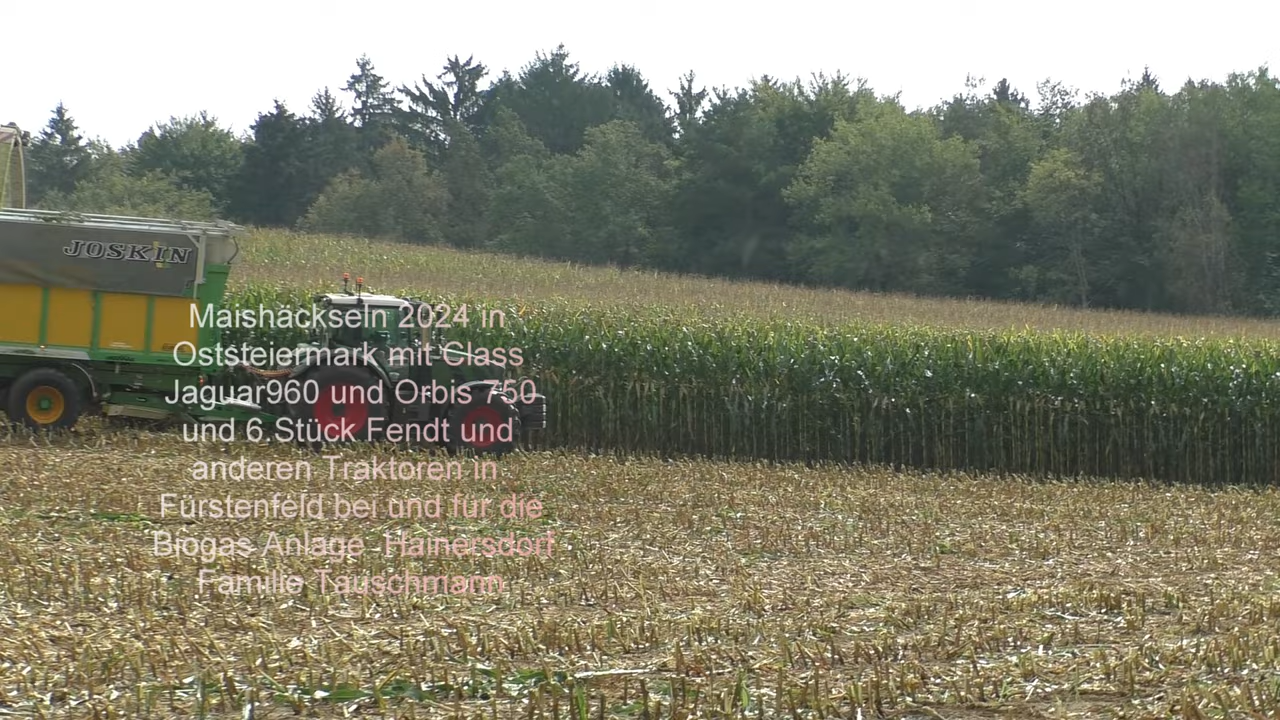 JOSKIN
Maishäckseln 2024 in
Oststeiermark mit Class
Jaguar960 und Orbis 750
und 6 Stück Fendt und
anderen Traktoren in
Fürstenfeld bei und für die
Biogas Anlage Hainersdorf
Familie Tauschmann